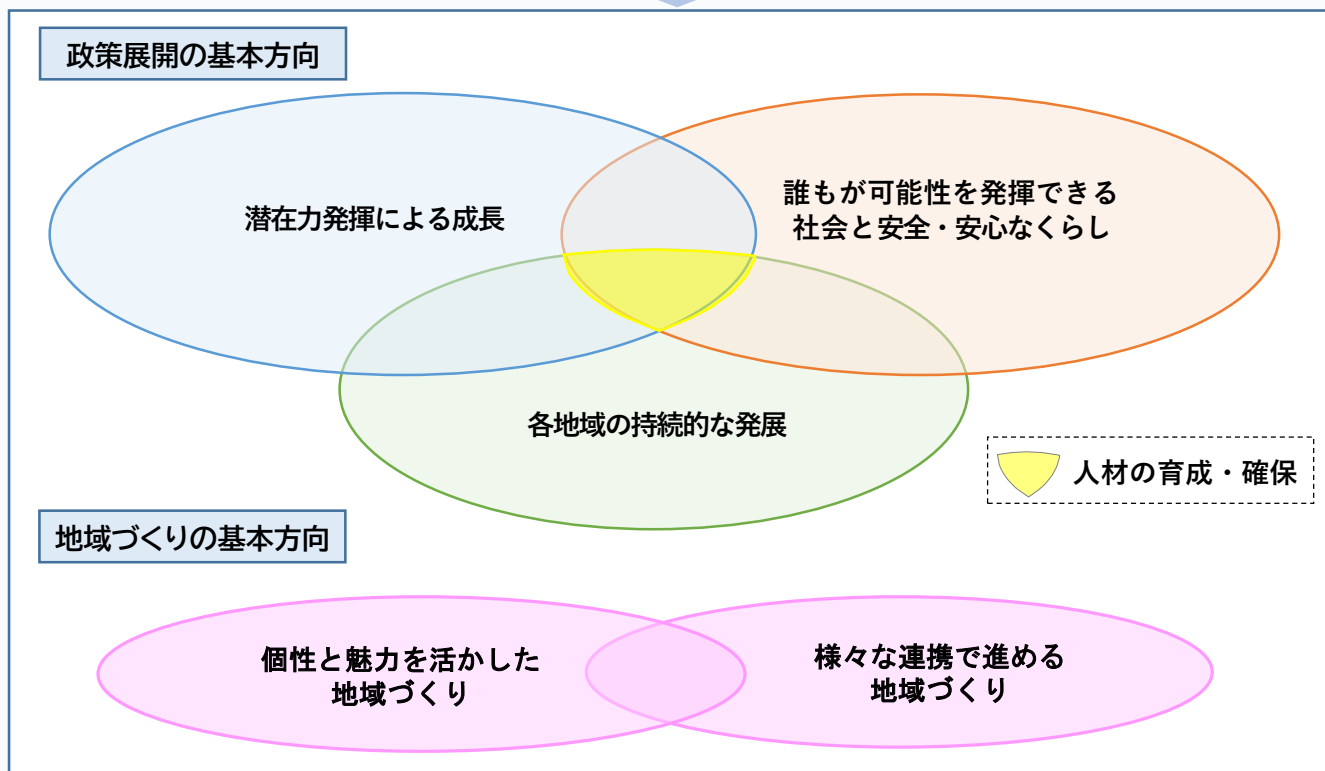 政策展開の基本方向
潜在力発揮による成長
誰もが可能性を発揮できる
社会と安全・安心なくらし
各地域の持続的な発展
人材の育成・確保
地域づくりの基本方向
個性と魅力を活かした
地域づくり
様々な連携で進める
地域づくり